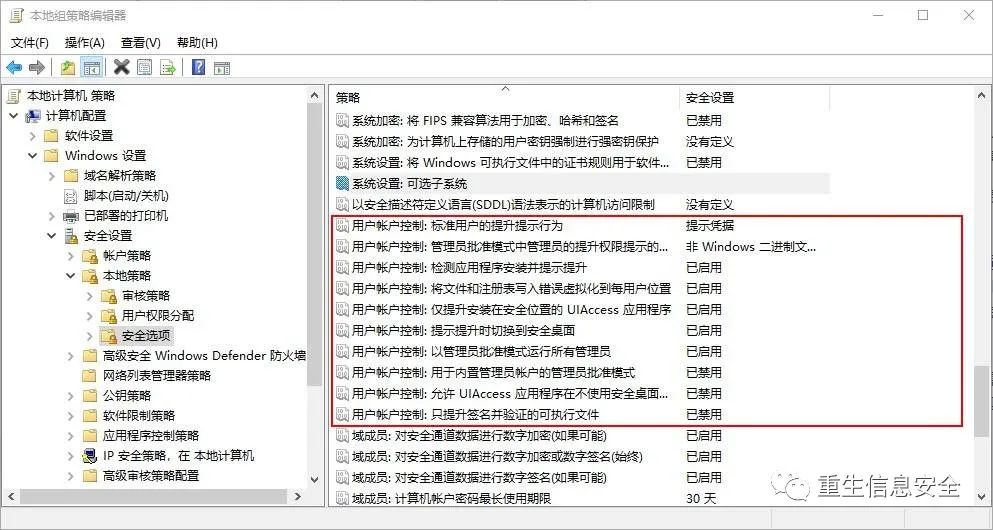 本地组策略编辑器
文件(F) 操作(A) 查看(V) 帮助(H)
本地计算机 策略
计算机配置
软件设置
Windows 设置
域名解析策略
脚本(启动/关机)
已部署的打印机
安全设置
帐户策略
本地策略
审核策略
用户权限分配
安全选项
高级安全 Windows Defender 防火墙
网络列表管理器策略
公钥策略
软件限制策略
应用程序控制策略
IP 安全策略，在 本地计算机
高级审核策略配置
策略 安全设置
系统加密: 将 FIPS 兼容算法用于加密、哈希和签名 已禁用
系统加密: 为计算机上存储的用户密钥强制进行强密钥保护 没有定义
系统设置: 将 Windows 可执行文件中的证书规则用于软件... 已禁用
系统设置: 可选子系统
以安全描述符定义语言(SDDL)语法表示的计算机访问限制 没有定义
用户帐户控制: 标准用户的提升提示行为 提示凭据
用户帐户控制: 管理员批准模式中管理员的提升权限提示的... 非 Windows 二进制文...
用户帐户控制: 检测应用程序安装并提示提升 已启用
用户帐户控制: 将文件和注册表写入错误虚拟化到每用户位置 已启用
用户帐户控制: 仅提升安装在安全位置的 UIAccess 应用程序 已启用
用户帐户控制: 提示提升时切换到安全桌面 已启用
用户帐户控制: 以管理员批准模式运行所有管理员 已启用
用户帐户控制: 用于内置管理员帐户的管理员批准模式 已禁用
用户帐户控制: 允许 UIAccess 应用程序在不使用安全桌面... 已禁用
用户帐户控制: 只提升签名并验证的可执行文件 已禁用
域成员: 对安全通道数据进行数字加密(如果可能) 已启用
域成员: 对安全通道数据进行数字加密或数字签名(始终) 已启用
域成员: 对安全通道数据进行数字签名(如果可能) 已启用
域成员: 计算机帐户密码最长使用期限 30 天
重生信息安全